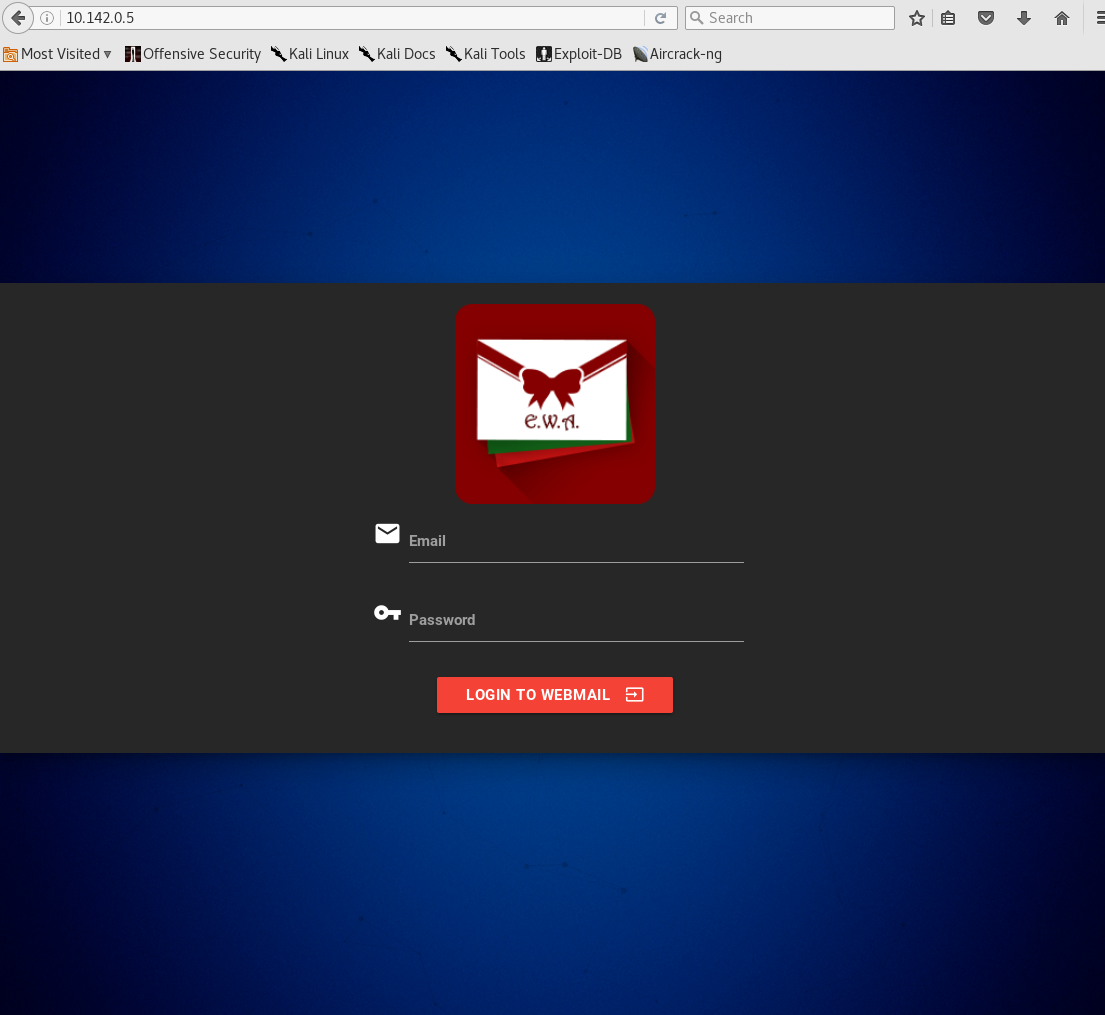 10.142.0.5 Search
Most Visited Offensive Security Kali Linux Kali Docs Kali Tools Exploit-DB Aircrack-ng
E.W.A.
Email
Password
LOGIN TO WEBMAIL